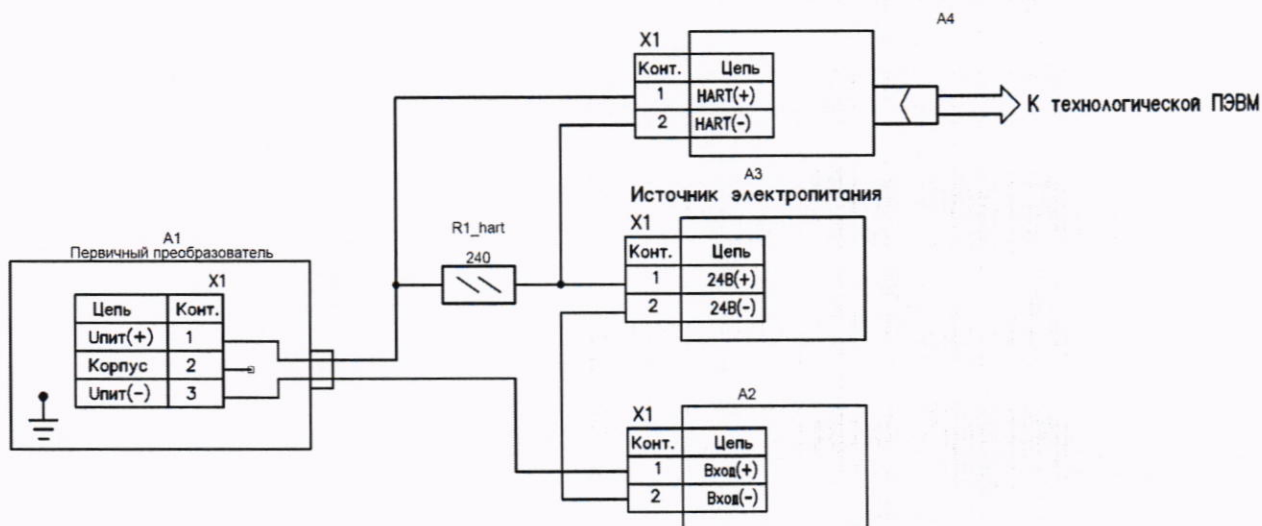 A4
X1
Конт. Цепь
1 HART(+)
2 HART(-)
К технологической ПЭВМ
A3
Источник электропитания
X1
Конт. Цепь
1 24В(+)
2 24В(-)
R1_hart
240
A1
Первичный преобразователь
X1
Цепь Конт.
Uпит(+) 1
Корпус 2
Uпит(-) 3
A2
X1
Конт. Цепь
1 Вход(+)
2 Вход(-)